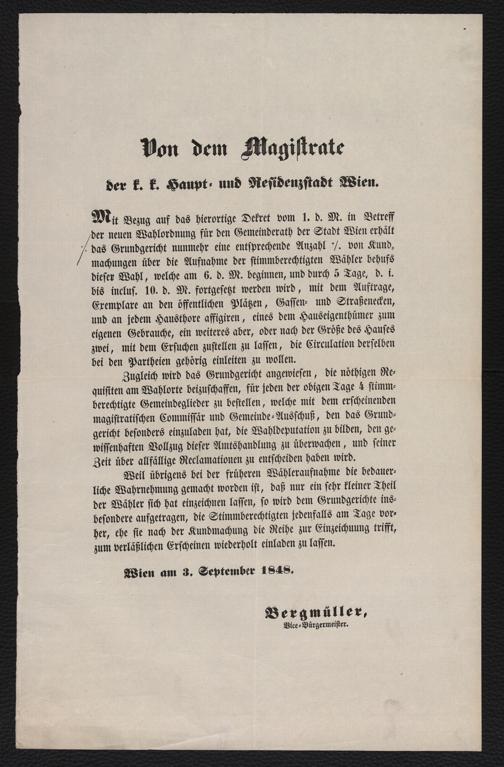 Von dem Magistrate
der k. k. Haupt- und Residenzstadt Wien.
Mit Bezug auf das hierortige Dekret vom 1. d. M. in Betreff
der neuen Wahlordnung für den Gemeinderath der Stadt Wien erhält
das Grundgericht nunmehr eine entsprechende Anzahl ·/. von Kund,
machungen über die Aufnahme der stimmberechtigten Wähler behufs
dieser Wahl, welche am 6. d. M. beginnen, und durch 5 Tage, d. i.
bis inclus. 10. d. M. fortgesetzt werden wird, mit dem Auftrage,
Exemplare an den öffentlichen Plätzen, Gassen- und Straßenecken,
und an jedem Hausthore affigiren, eines dem Hauseigenthümer zum
eigenen Gebrauche, ein weiteres aber, oder nach der Größe des Hauses
zwei, mit dem Ersuchen zustellen zu lassen, die Circulation derselben
bei den Partheien gehörig einleiten zu wollen.
Zugleich wird das Grundgericht angewiesen, die nöthigen Re-
quisiten am Wahlorte beizuschaffen, für jeden der obigen Tage 4 stimm-
berechtigte Gemeindeglieder zu bestellen, welche mit dem erscheinenden
magistratischen Commissär und Gemeinde-Ausschuß, den das Grund-
gericht besonders einzuladen hat, die Wahldeputation zu bilden, den ge-
wissenhaften Vollzug dieser Amtshandlung zu überwachen, und seiner
Zeit über allfällige Reclamationen zu entscheiden haben wird.
Weil übrigens bei der früheren Wähleraufnahme die bedauer-
liche Wahrnehmung gemacht worden ist, daß nur ein sehr kleiner Theil
der Wähler sich hat einzeichnen lassen, so wird dem Grundgerichte ins-
besondere aufgetragen, die Stimmberechtigten jedenfalls am Tage vor-
her, ehe sie nach der Kundmachung die Reihe zur Einzeichnung trifft,
zum verläßlichen Erscheinen wiederholt einladen zu lassen.
Wien am 3. September 1848.
Bergmüller,
Vice-Bürgermeister.